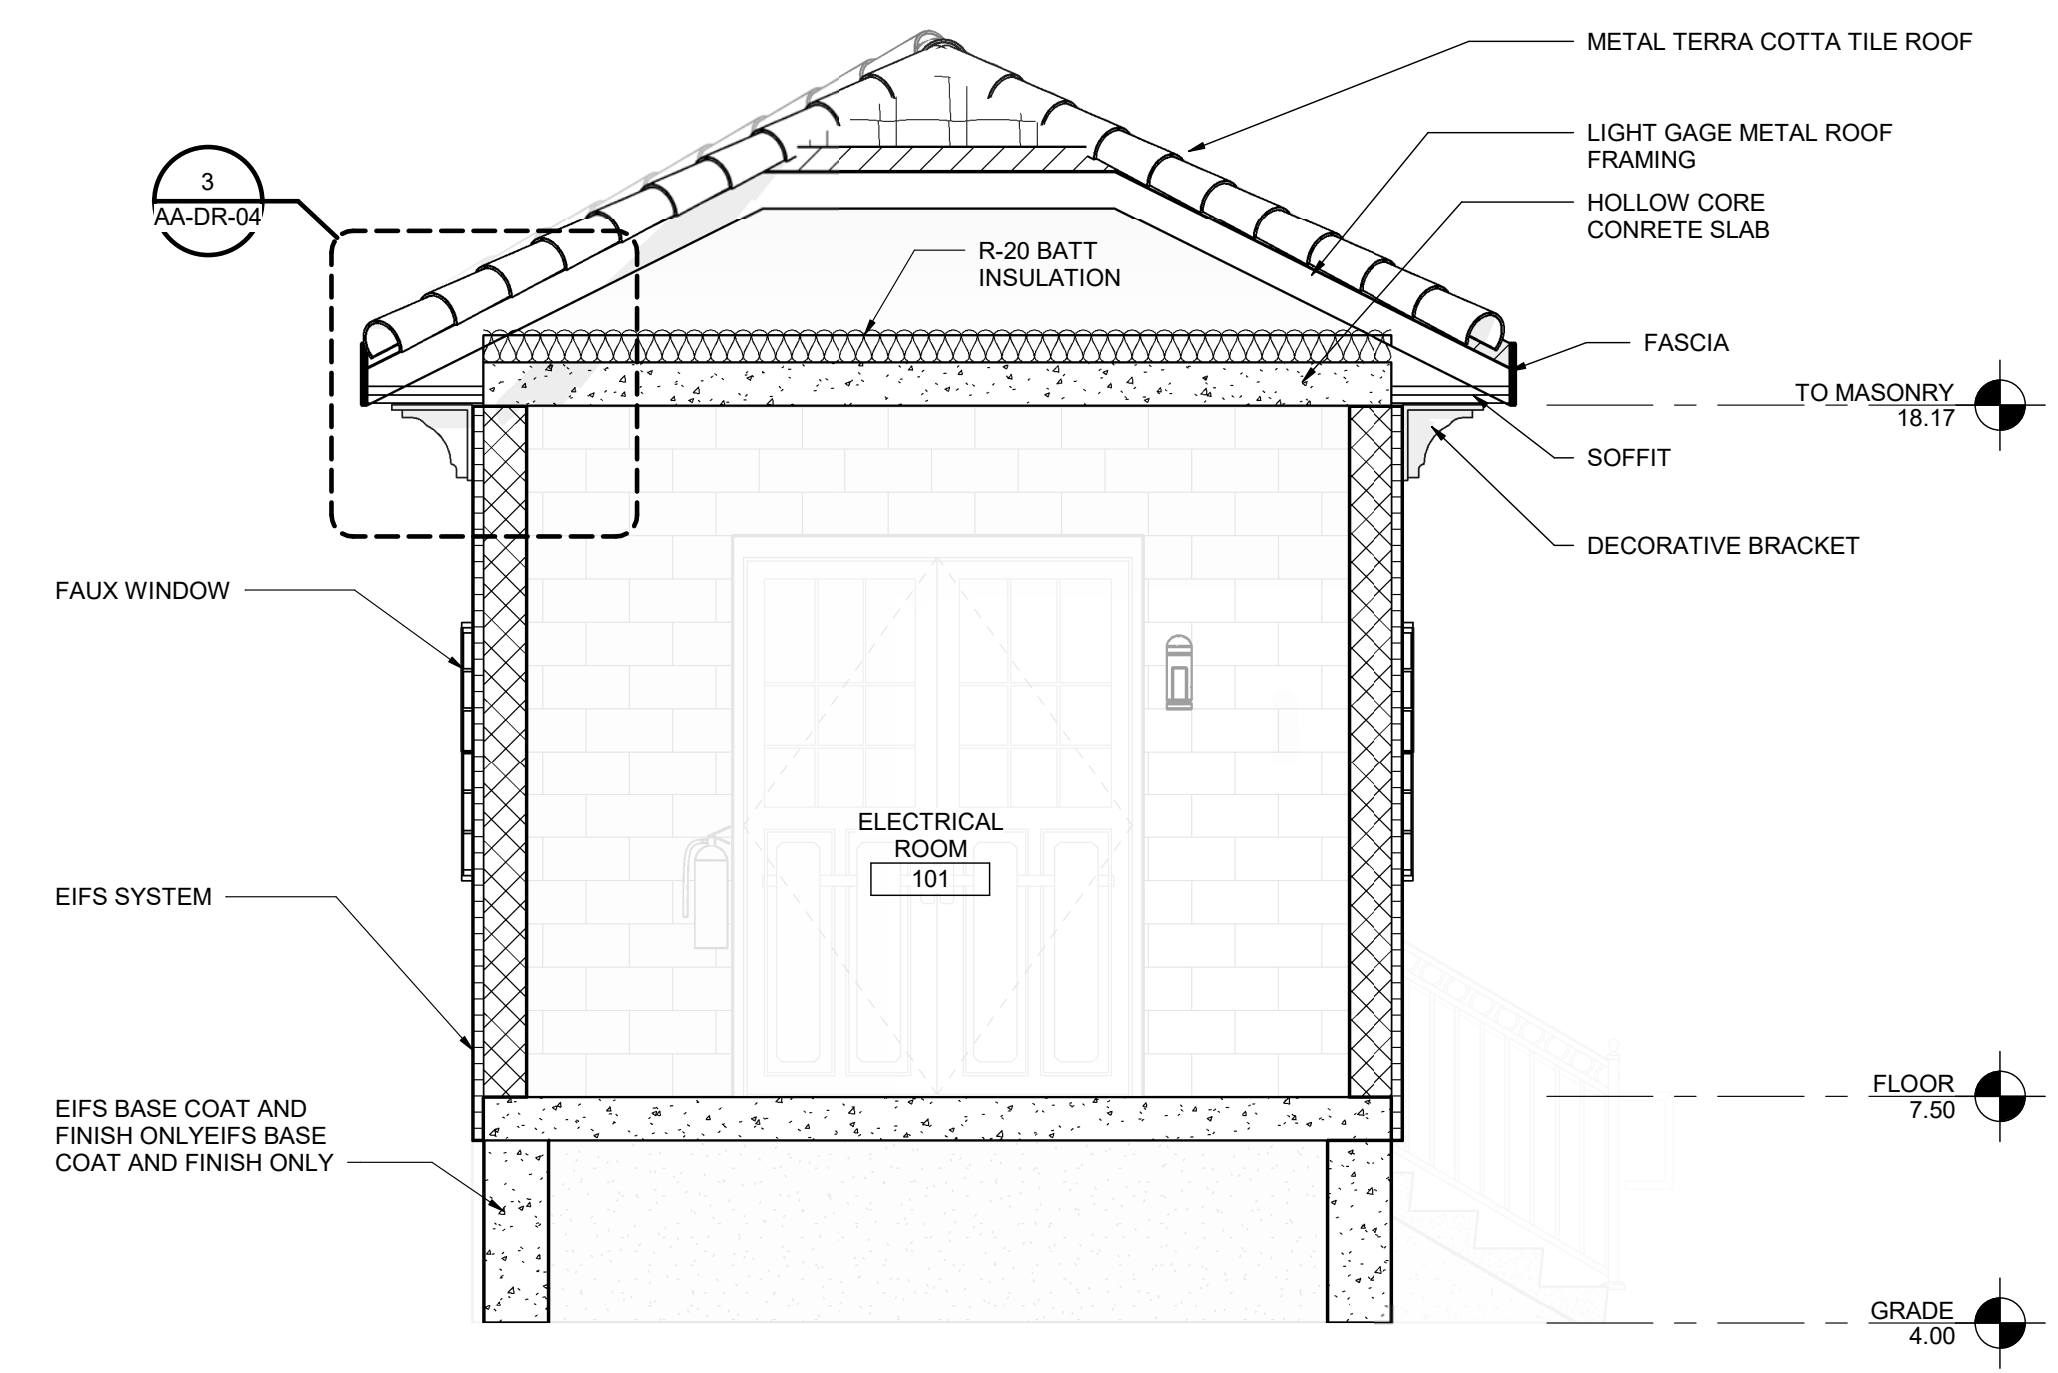 METAL TERRA COTTA TILE ROOF
LIGHT GAGE METAL ROOF
FRAMING
3
AA-DR-04
HOLLOW CORE
CONRETE SLAB
R-20 BATT
INSULATION
FASCIA
TO MASONRY
18.17
SOFFIT
DECORATIVE BRACKET
FAUX WINDOW
ELECTRICAL
ROOM
101
EIFS SYSTEM
FLOOR
7.50
EIFS BASE COAT AND
FINISH ONLYEIFS BASE
COAT AND FINISH ONLY
GRADE
4.00